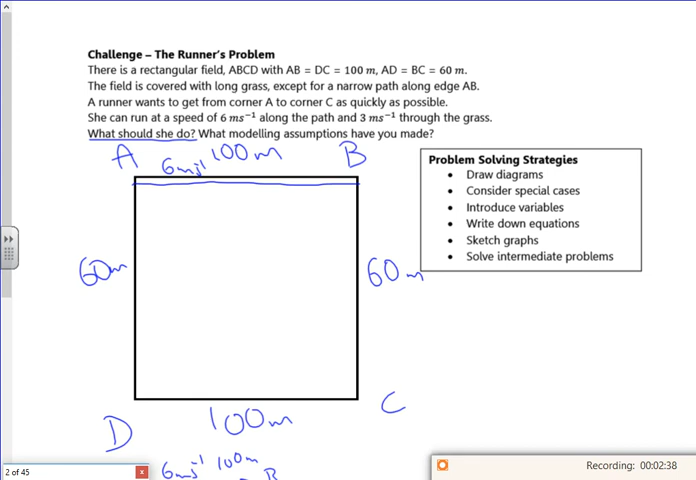 Challenge – The Runner's Problem
There is a rectangular field, ABCD with AB = DC = 100 m, AD = BC = 60 m.
The field is covered with long grass, except for a narrow path along edge AB.
A runner wants to get from corner A to corner C as quickly as possible.
She can run at a speed of 6 ms⁻¹ along the path and 3 ms⁻¹ through the grass.
What should she do? What modelling assumptions have you made?
A 6ms⁻¹ 100m B
Problem Solving Strategies
• Draw diagrams
• Consider special cases
• Introduce variables
• Write down equations
• Sketch graphs
• Solve intermediate problems
60m
60m
D 100m C
6ms⁻¹ 100m
B
2 of 45
x
Recording: 00:02:38